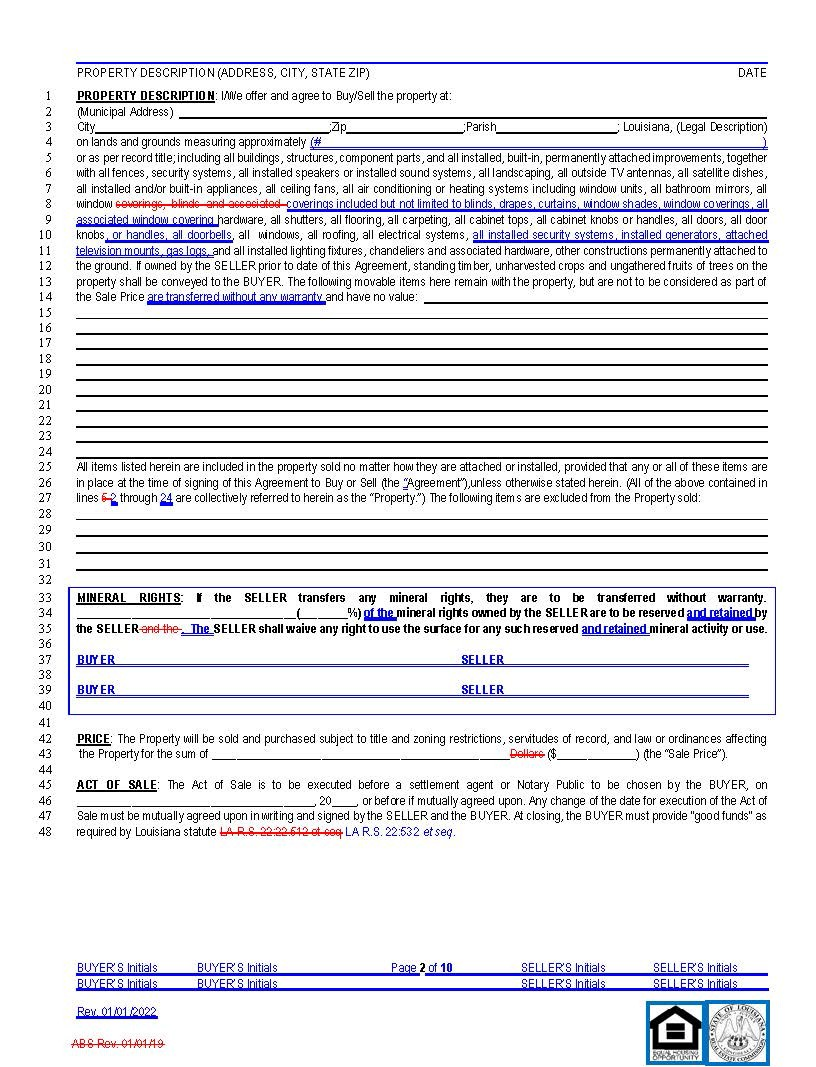 PROPERTY DESCRIPTION (ADDRESS, CITY, STATE ZIP) DATE
1 PROPERTY DESCRIPTION: I/We offer and agree to Buy/Sell the property at:
2 (Municipal Address)
3 City ;Zip ;Parish ; Louisiana, (Legal Description)
4 on lands and grounds measuring approximately (# )
5 or as per record title; including all buildings, structures, component parts, and all installed, built-in, permanently attached improvements, together
6 with all fences, security systems, all installed speakers or installed sound systems, all landscaping, all outside TV antennas, all satellite dishes,
7 all installed and/or built-in appliances, all ceiling fans, all air conditioning or heating systems including window units, all bathroom mirrors, all
8 window coverings, blinds and associated coverings included but not limited to blinds, drapes, curtains, window shades, window coverings, all
9 associated window covering hardware, all shutters, all flooring, all carpeting, all cabinet tops, all cabinet knobs or handles, all doors, all door
10 knobs, or handles, all doorbells, all windows, all roofing, all electrical systems, all installed security systems, installed generators, attached
11 television mounts, gas logs, and all installed lighting fixtures, chandeliers and associated hardware, other constructions permanently attached to
12 the ground. If owned by the SELLER prior to date of this Agreement, standing timber, unharvested crops and ungathered fruits of trees on the
13 property shall be conveyed to the BUYER. The following movable items here remain with the property, but are not to be considered as part of
14 the Sale Price are transferred without any warranty and have no value:
15
16
17
18
19
20
21
22
23
24
25 All items listed herein are included in the property sold no matter how they are attached or installed, provided that any or all of these items are
26 in place at the time of signing of this Agreement to Buy or Sell (the "Agreement"),unless otherwise stated herein. (All of the above contained in
27 lines 5 2 through 24 are collectively referred to herein as the “Property.”) The following items are excluded from the Property sold:
28
29
30
31
32
33 MINERAL RIGHTS: If the SELLER transfers any mineral rights, they are to be transferred without warranty.
34 ( %) of the mineral rights owned by the SELLER are to be reserved and retained by
35 the SELLER and the . The SELLER shall waive any right to use the surface for any such reserved and retained mineral activity or use.
36
37 BUYER SELLER
38
39 BUYER SELLER
40
41
42 PRICE: The Property will be sold and purchased subject to title and zoning restrictions, servitudes of record, and law or ordinances affecting
43 the Property for the sum of Dollars ($ ) (the “Sale Price”).
44
45 ACT OF SALE: The Act of Sale is to be executed before a settlement agent or Notary Public to be chosen by the BUYER, on
46 , 20 , or before if mutually agreed upon. Any change of the date for execution of the Act of
47 Sale must be mutually agreed upon in writing and signed by the SELLER and the BUYER. At closing, the BUYER must provide "good funds" as
48 required by Louisiana statute LA R.S. 22:22.512 et seq LA R.S. 22:532 et seq.
BUYER'S Initials BUYER'S Initials Page 2 of 10 SELLER'S Initials SELLER'S Initials
BUYER'S Initials BUYER'S Initials SELLER'S Initials SELLER'S Initials
Rev. 01/01/2022
ABS Rev. 01/01/19
EQUAL HOUSING
OPPORTUNITY
STATE OF LOUISIANA